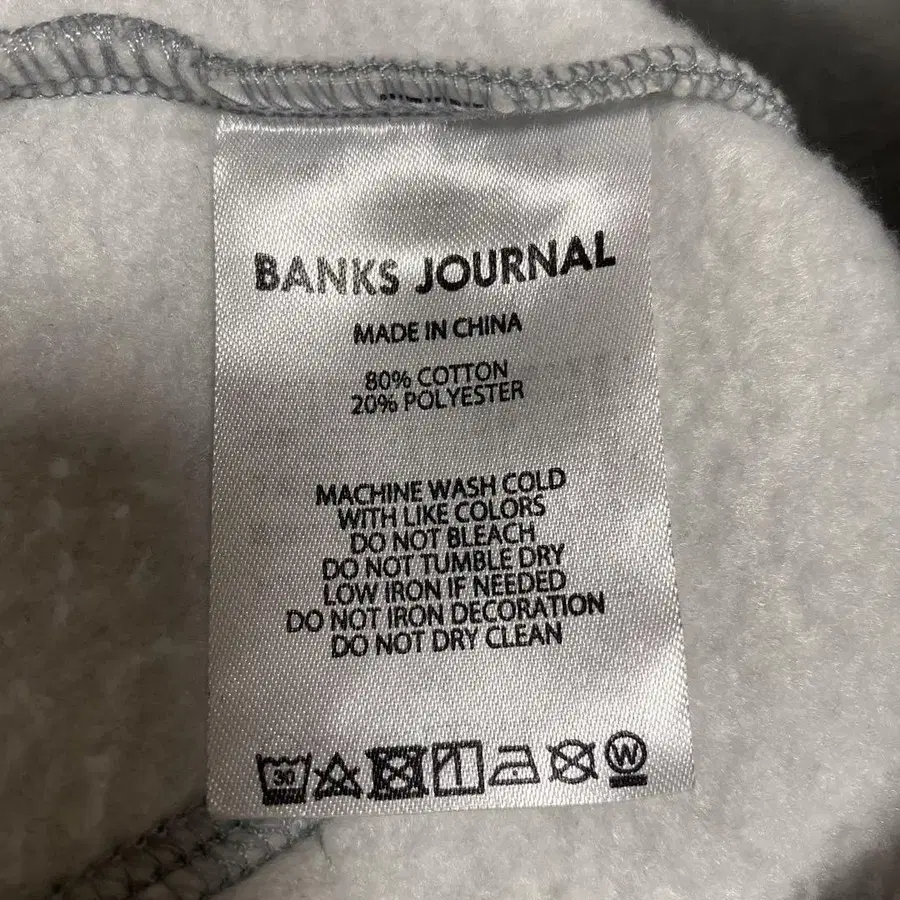 BANKS JOURNAL
MADE IN CHINA
80% COTTON
20% POLYESTER
MACHINE WASH COLD
WITH LIKE COLORS
DO NOT BLEACH
DO NOT TUMBLE DRY
LOW IRON IF NEEDED
DO NOT IRON DECORATION
DO NOT DRY CLEAN
30 W